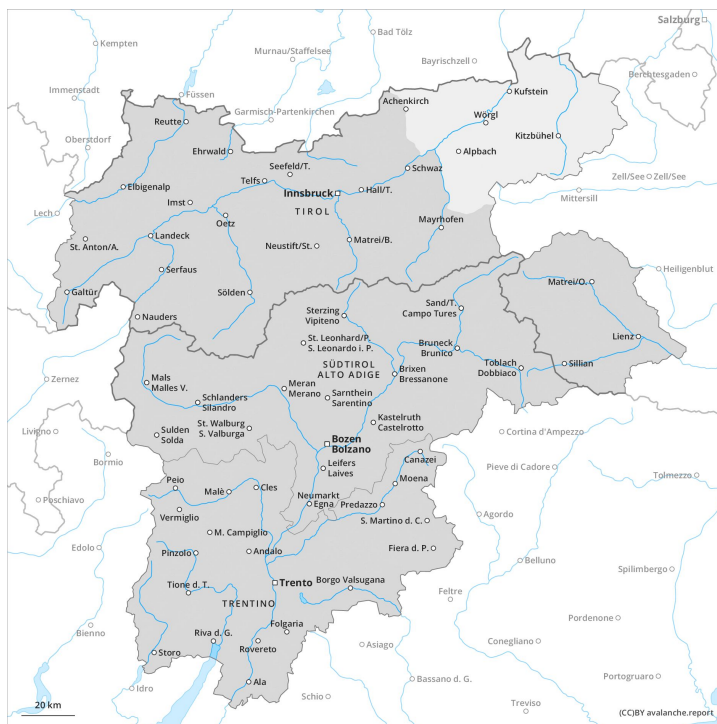 Salzburg
Bad Tölz
Kempten
Murnau/Staffelsee
Bayrischzell
Berchtesgaden
Immenstadt
Füssen
Kufstein
Garmisch-Partenkirchen
Achenkirch
Reutte
Wörgl
Oberstdorf
Kitzbühel
Ehrwald
Alpbach
Seefeld/T.
Schwaz
Zell/See
Zell/See
Telfs
Elbigenalp
Innsbruck
Hall/T.
Mittersill
Imst
TIROL
Lech
Oetz
Mayrhofen
Landeck
St. Anton/A.
Neustift/St.
Matrei/B.
Serfaus
Heiligenblut
Matrei/O.
Galtür
Sölden
Sand/T.
Campo Tures
Nauders
Sterzing
Vipiteno
Lienz
St. Leonhard/P.
S. Leonardo i. P.
Bruneck
Brunico
Toblach
Dobbiaco
Sillian
SÜDTIROL
ALTO ADIGE
Brixen
Bressanone
Zernez
Mals
Malles V.
Meran
Merano
Sarnthein
Sarentino
Schlanders
Silandro
St. Walburg
S. Valburga
Kastelruth
Castelrotto
Livigno
Sulden
Solda
Cortina d'Ampezzo
Bozen
Bolzano
Bormio
Canazei
Pieve di Cadore
Leifers
Laives
Tolmezzo
Peio
Malè
Cles
Moena
Poschiavo
Neumarkt
Egna
Predazzo
Vermiglio
S. Martino d. C.
Agordo
M. Campiglio
Edolo
Pinzolo
Andalo
Fiera d. P.
Belluno
Spilimbergo
Tione d. T.
Trento
Borgo Valsugana
Feltre
TRENTINO
Pordenone
Bienno
Folgaria
Riva d. G.
Rovereto
Asiago
Conegliano
Storo
Portogruaro
Ala
Bassano d. G.
Idro
Schio
Treviso
20 km
(CC)BY avalanche.report